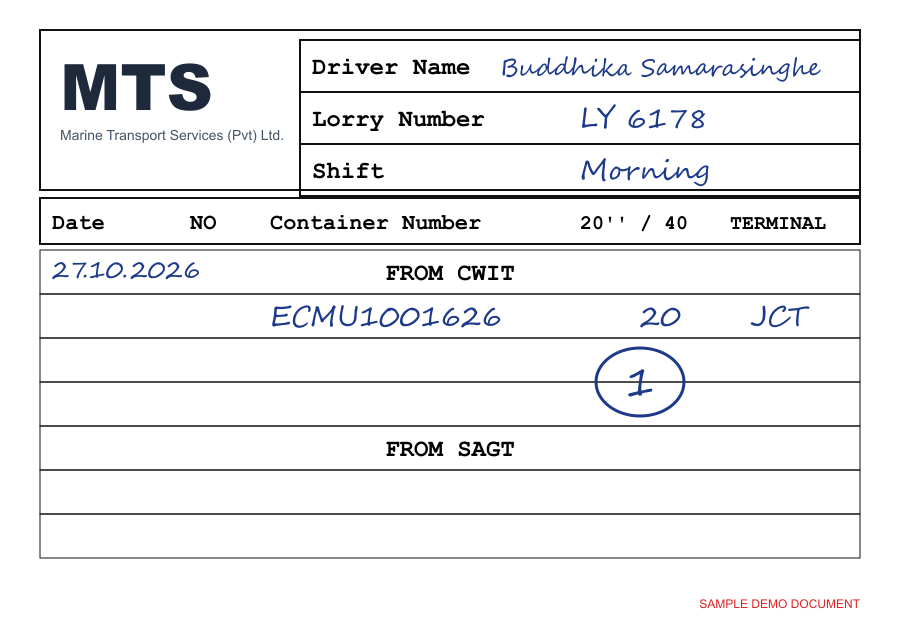 MTS
Marine Transport Services (Pvt) Ltd.
Driver Name Buddhika Samarasinghe
Lorry Number LY 6178
Shift Morning
Date NO Container Number 20'' / 40 TERMINAL
27.10.2026 FROM CWIT
ECMU1001626 20 JCT
1
FROM SAGT
SAMPLE DEMO DOCUMENT